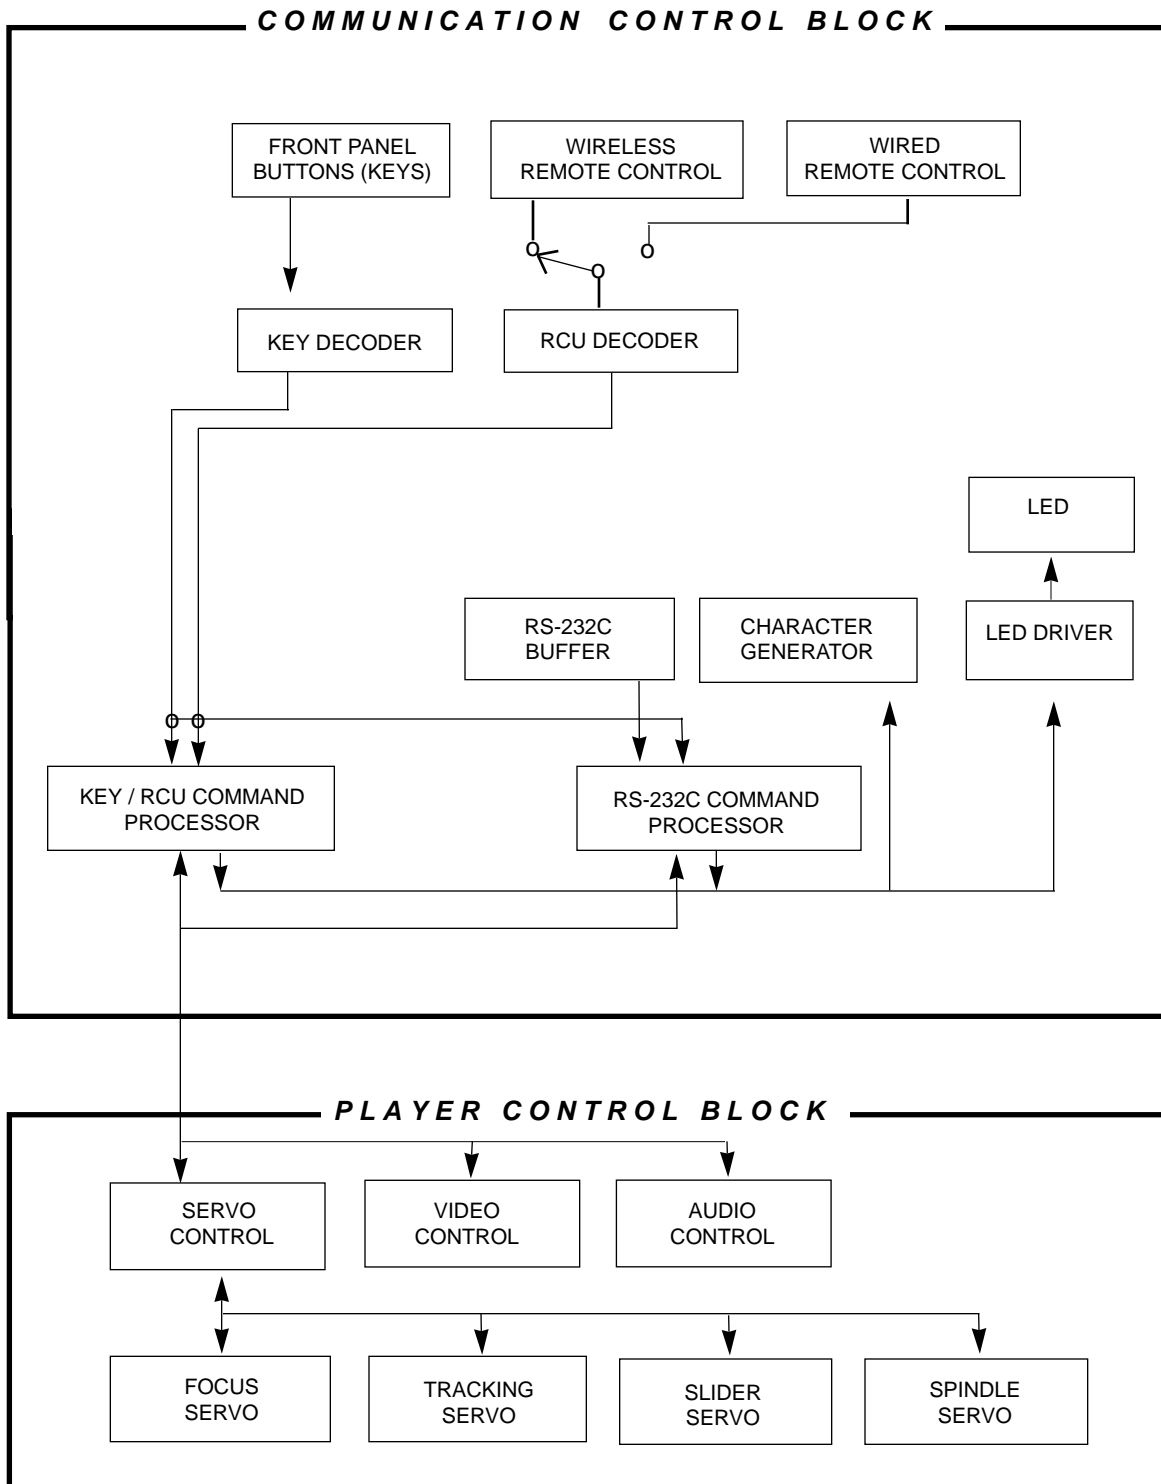 COMMUNICATION CONTROL BLOCK
FRONT PANEL
BUTTONS (KEYS)
WIRELESS
REMOTE CONTROL
WIRED
REMOTE CONTROL
KEY DECODER
RCU DECODER
LED
RS-232C
BUFFER
CHARACTER
GENERATOR
LED DRIVER
KEY / RCU COMMAND
PROCESSOR
RS-232C COMMAND
PROCESSOR
PLAYER CONTROL BLOCK
SERVO
CONTROL
VIDEO
CONTROL
AUDIO
CONTROL
FOCUS
SERVO
TRACKING
SERVO
SLIDER
SERVO
SPINDLE
SERVO